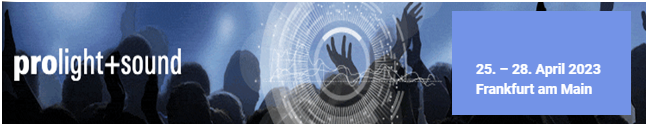 prolight+sound
25. – 28. April 2023
Frankfurt am Main